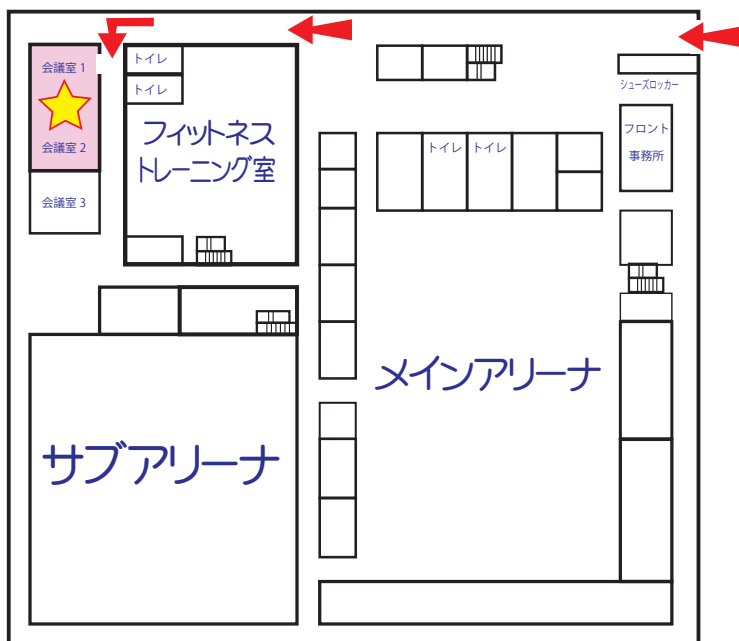 会議室 1
会議室 2
会議室 3
トイレ
トイレ
フィットネス
トレーニング室
トイレ
トイレ
シューズロッカー
フロント
事務所
メインアリーナ
サブアリーナ